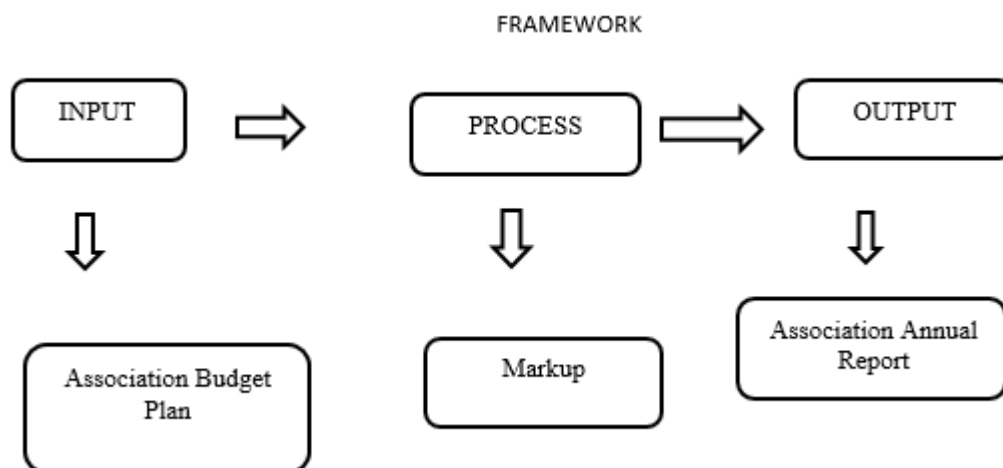 FRAMEWORK
INPUT
PROCESS
OUTPUT
Association Budget
Plan
Markup
Association Annual
Report